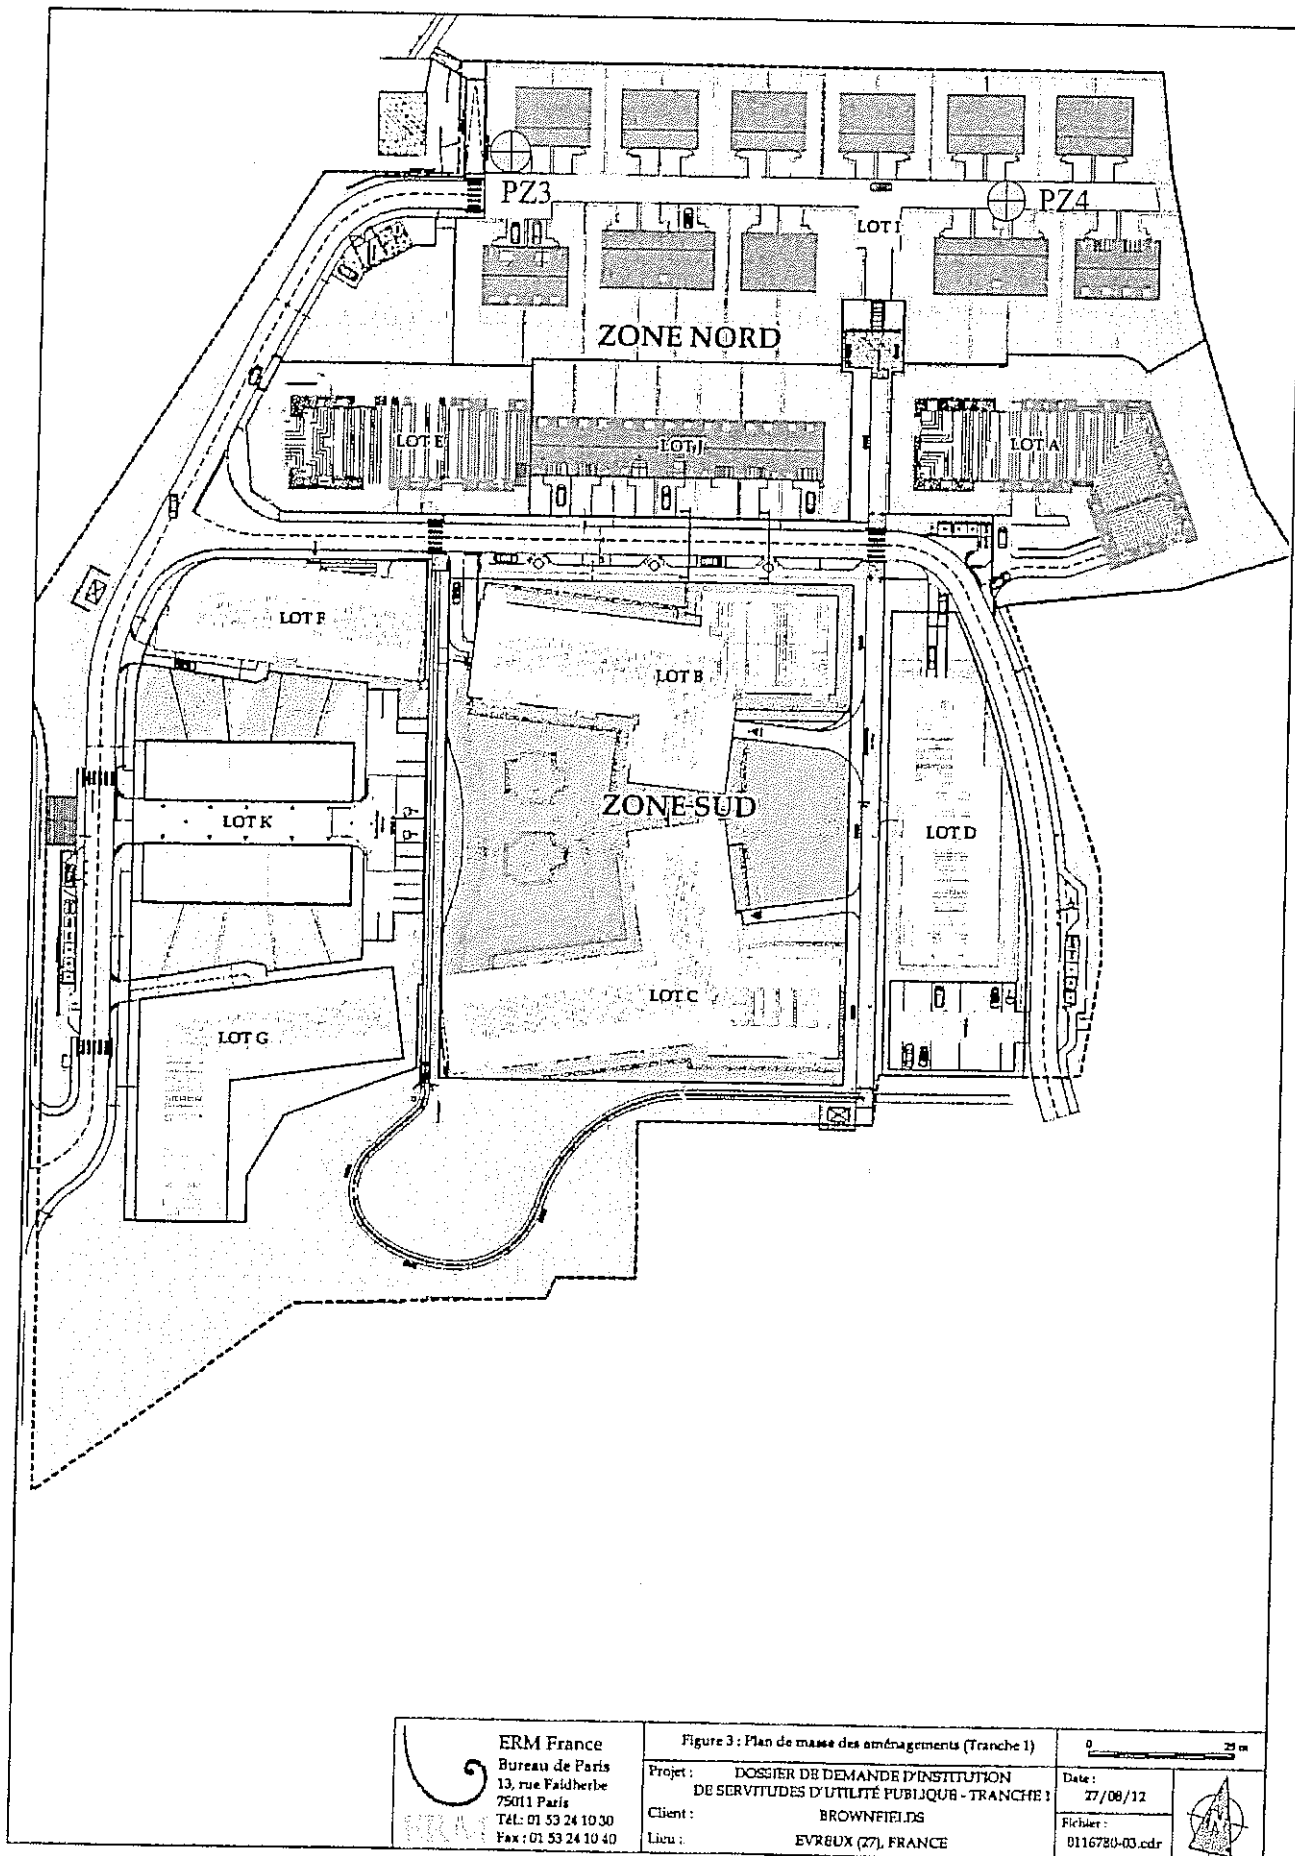 PZ3
PZ4
LOT I
ZONE NORD
LOT E
LOT J
LOT A
LOT F
LOT B
ZONE SUD
LOT K
LOT D
LOT C
LOT G
ERM France
Bureau de Paris
13, rue Faidherbe
75011 Paris
Tél.: 01 53 24 10 30
Fax : 01 53 24 10 40
ERM
Figure 3 : Plan de masse des aménagements (Tranche 1)
Projet : DOSSIER DE DEMANDE D'INSTITUTION
DE SERVITUDES D'UTILITÉ PUBLIQUE - TRANCHE 1
Client : BROWNFIELDS
Lieu : EVREUX (27), FRANCE
0 25 m
Date :
27/08/12
Fichier :
0116780-03.cdr
N